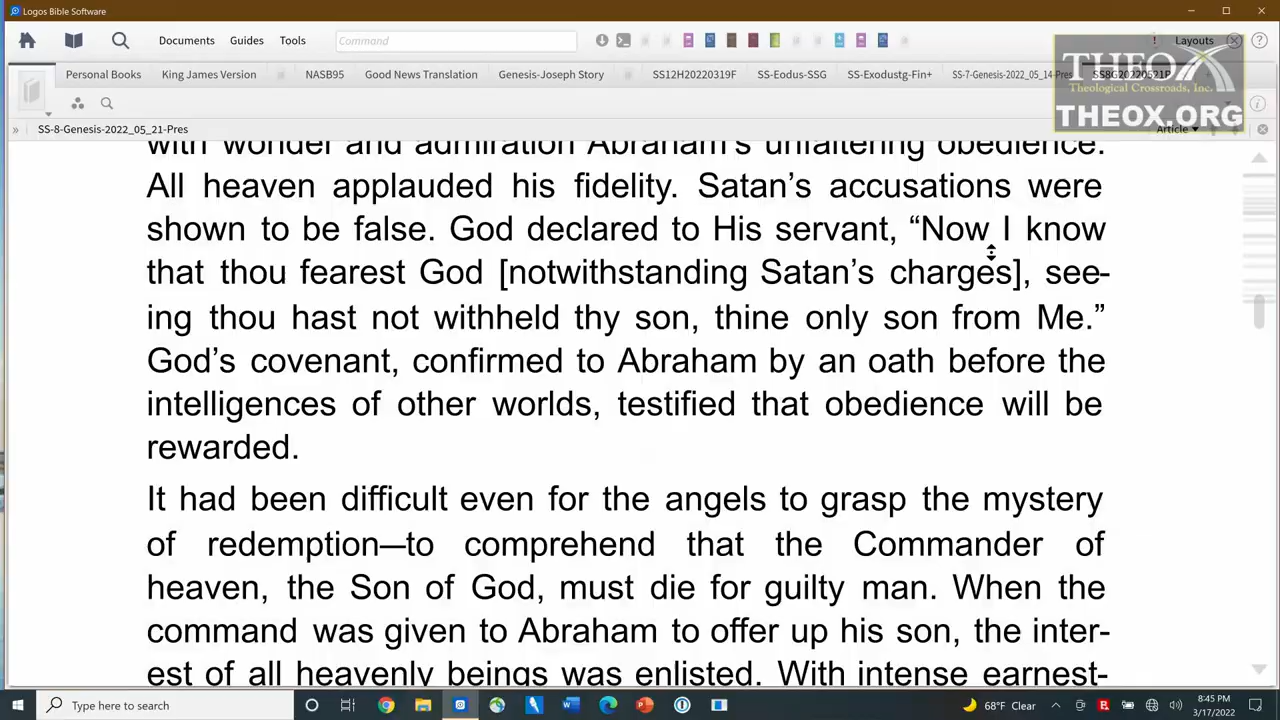 Logos Bible Software
Documents Guides Tools Command Layouts
THEOX
Theological Crossroads, Inc.
THEOX.ORG
Personal Books King James Version NASB95 Good News Translation Genesis-Joseph Story SS12H20220319F SS-Eodus-SSG SS-Exodustg-Fin+ SS-7-Genesis-2022_05_14-Pres SS8G20220521P
SS-8-Genesis-2022_05_21-Pres Article
with wonder and admiration Abraham's unfaltering obedience.
All heaven applauded his fidelity. Satan's accusations were
shown to be false. God declared to His servant, “Now I know
that thou fearest God [notwithstanding Satan's charges], see-
ing thou hast not withheld thy son, thine only son from Me.”
God's covenant, confirmed to Abraham by an oath before the
intelligences of other worlds, testified that obedience will be
rewarded.
It had been difficult even for the angels to grasp the mystery
of redemption—to comprehend that the Commander of
heaven, the Son of God, must die for guilty man. When the
command was given to Abraham to offer up his son, the inter-
est of all heavenly beings was enlisted. With intense earnest-
Type here to search 68°F Clear 8:45 PM
3/17/2022